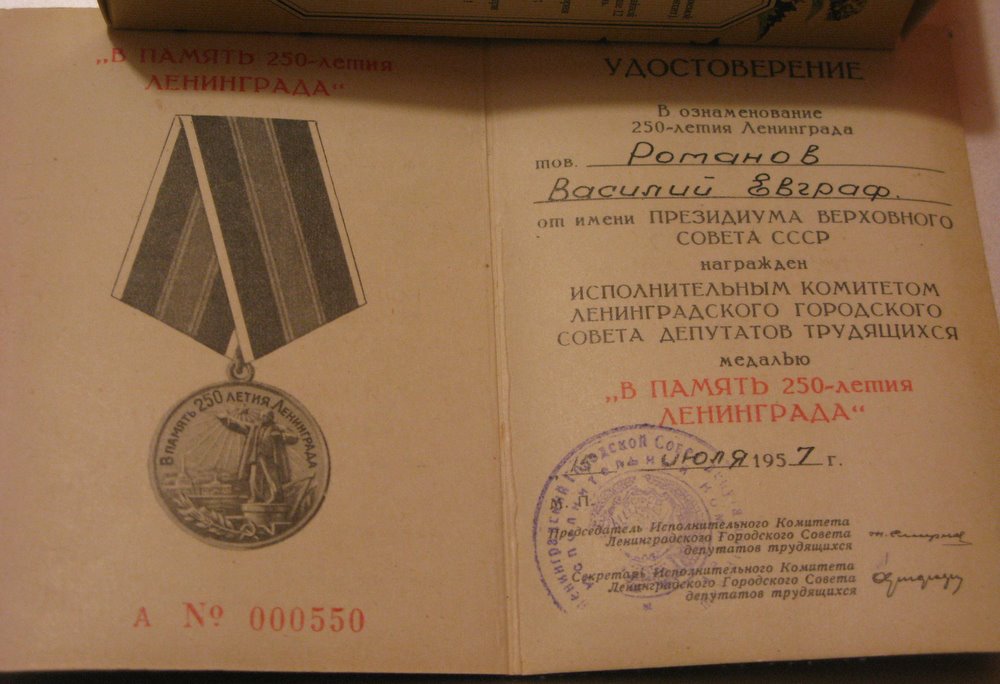 „В ПАМЯТЬ 250-летия
ЛЕНИНГРАДА“
В ПАМЯТЬ 250 ЛЕТИЯ ЛЕНИНГРАДА
А № 000550
УДОСТОВЕРЕНИЕ
В ознаменование
250-летия Ленинграда
тов. Романов
Василий Евграф.
от имени ПРЕЗИДИУМА ВЕРХОВНОГО
СОВЕТА СССР
награжден
ИСПОЛНИТЕЛЬНЫМ КОМИТЕТОМ
ЛЕНИНГРАДСКОГО ГОРОДСКОГО
СОВЕТА ДЕПУТАТОВ ТРУДЯЩИХСЯ
медалью
„В ПАМЯТЬ 250-летия
ЛЕНИНГРАДА“
июля 1957 г.
М. П.
Председатель Исполнительного Комитета
Ленинградского Городского Совета
депутатов трудящихся
Секретарь Исполнительного Комитета
Ленинградского Городского Совета
депутатов трудящихся